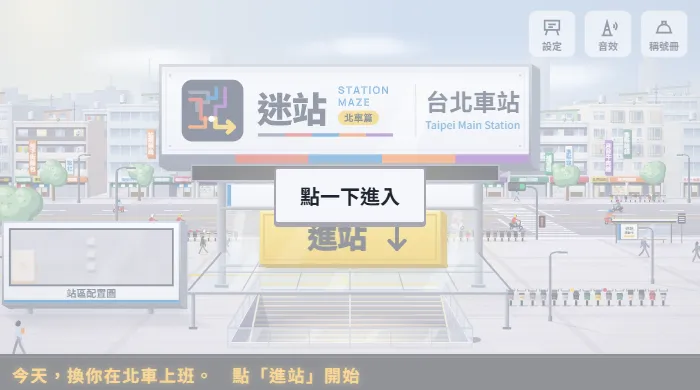 設定
音效
稱號冊
迷站
STATION
MAZE
北車篇
台北車站
Taipei Main Station
點一下進入
進站 ↓
站區配置圖
今天，換你在北車上班。 點「進站」開始